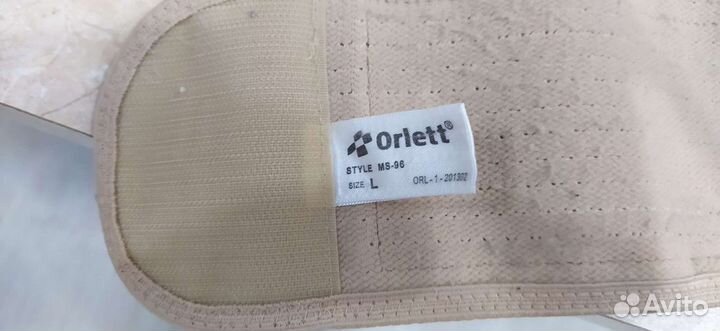 Orlett®
STYLE MS-96
SIZE L ORL-1-201302
Avito